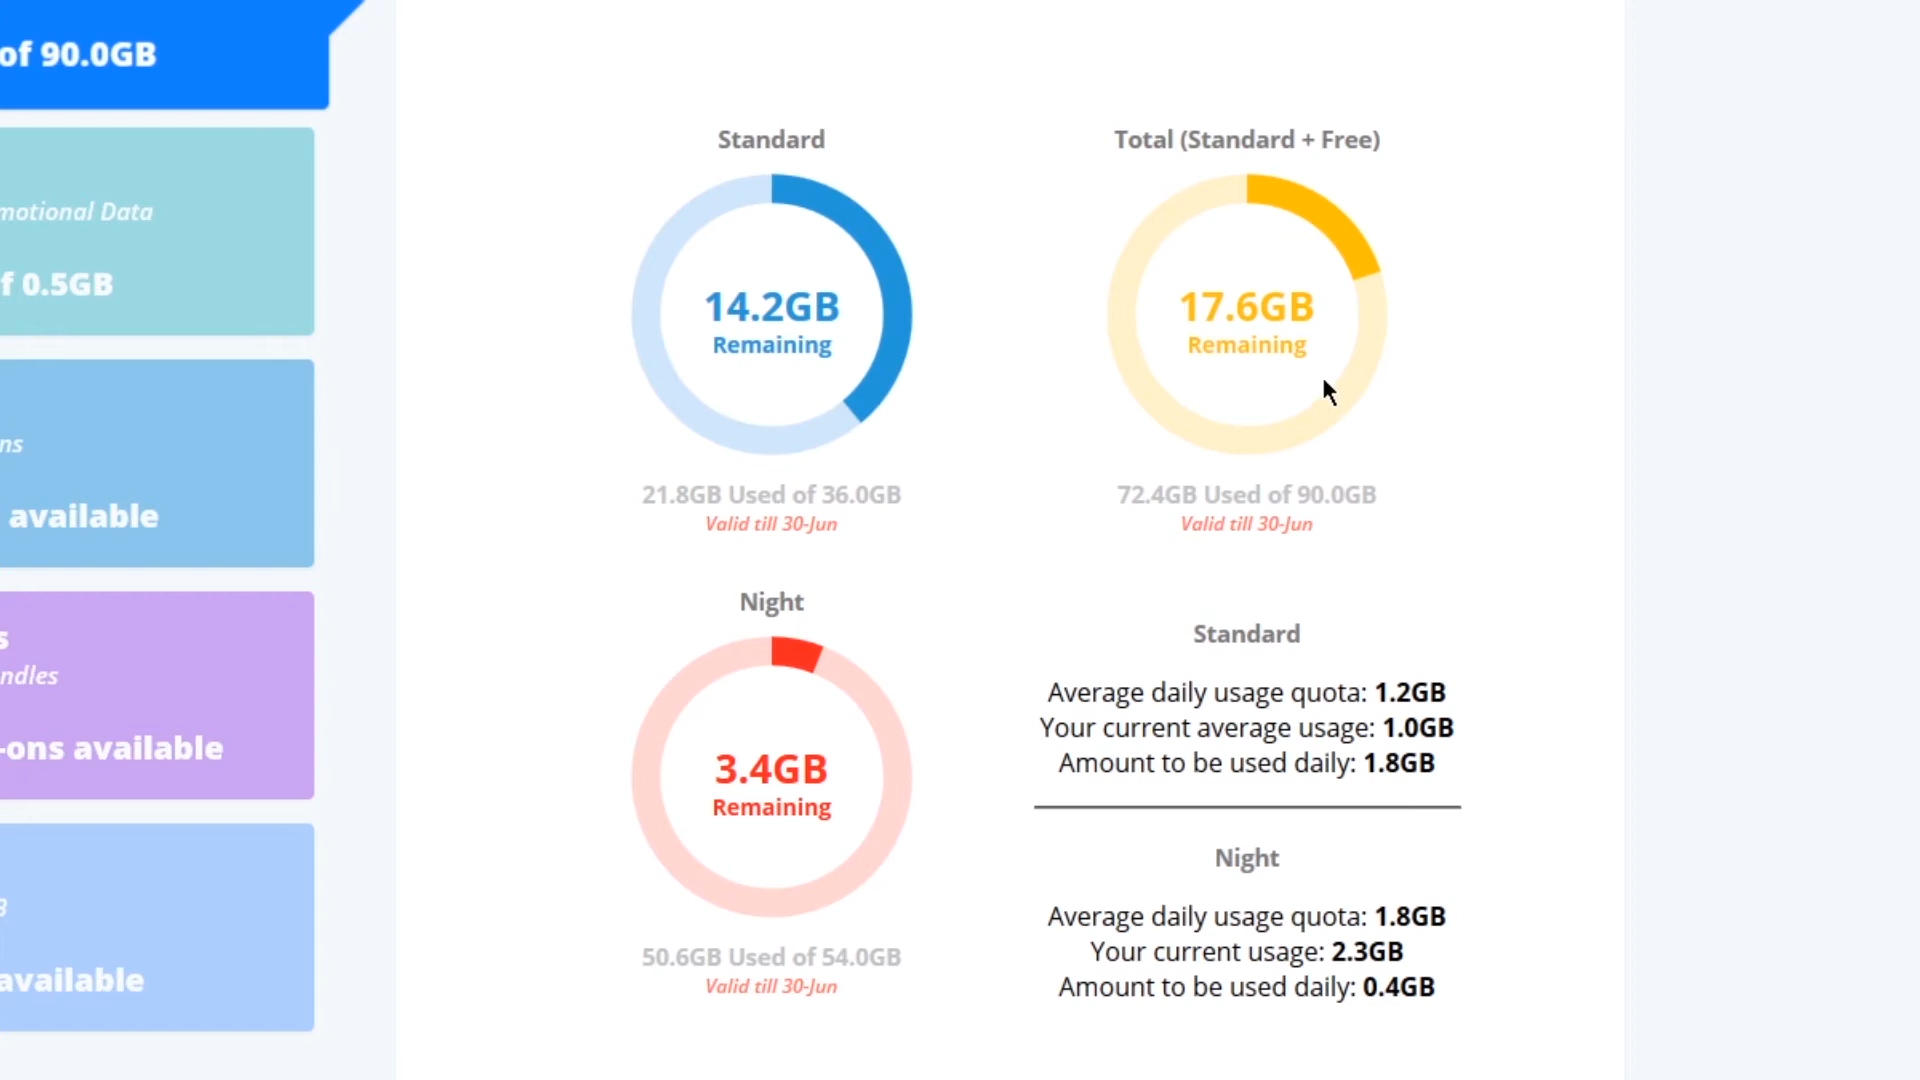 of 90.0GB
motional Data
f 0.5GB
ns
available
s
ndles
-ons available
available
Standard
14.2GB
Remaining
21.8GB Used of 36.0GB
Valid till 30-Jun
Total (Standard + Free)
17.6GB
Remaining
72.4GB Used of 90.0GB
Valid till 30-Jun
Night
3.4GB
Remaining
50.6GB Used of 54.0GB
Valid till 30-Jun
Standard
Average daily usage quota: 1.2GB
Your current average usage: 1.0GB
Amount to be used daily: 1.8GB
Night
Average daily usage quota: 1.8GB
Your current usage: 2.3GB
Amount to be used daily: 0.4GB